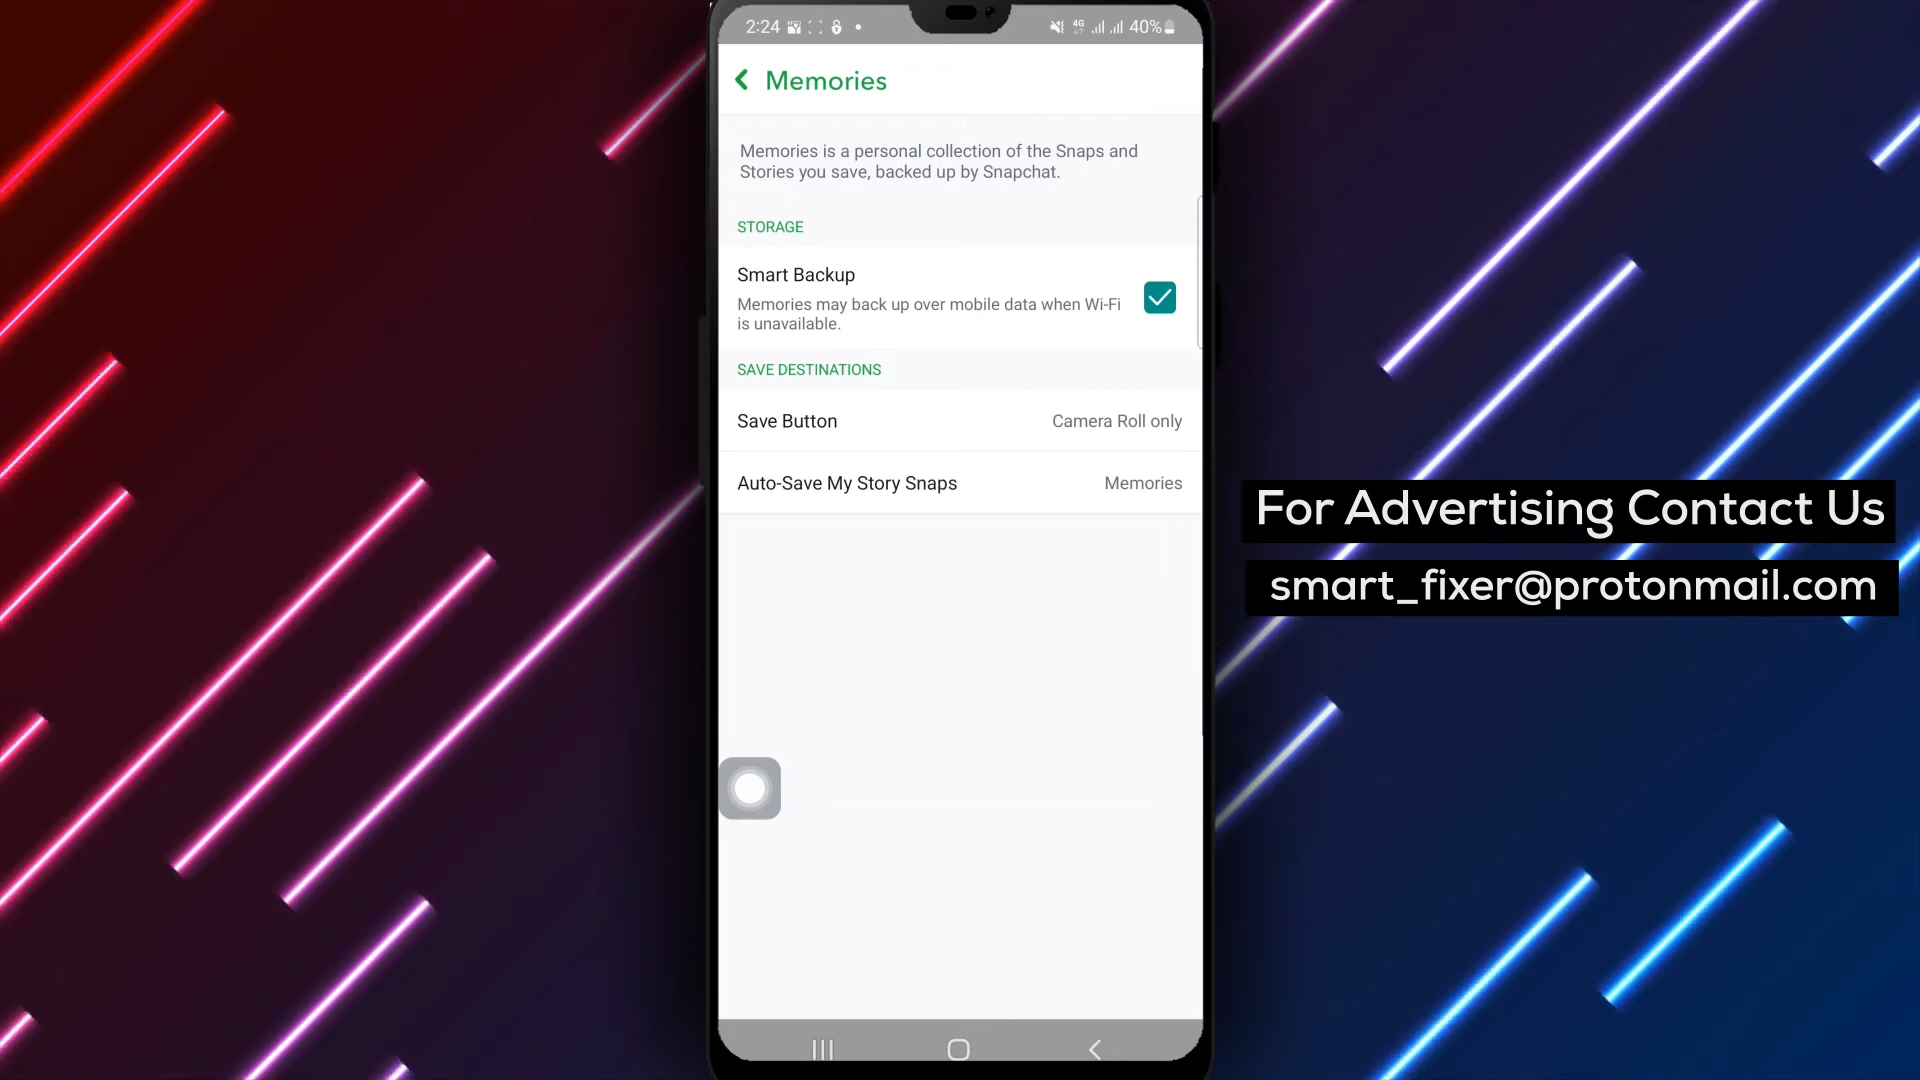 2:24 4G 40%
Memories
Memories is a personal collection of the Snaps and
Stories you save, backed up by Snapchat.
STORAGE
Smart Backup
Memories may back up over mobile data when Wi-Fi
is unavailable.
SAVE DESTINATIONS
Save Button Camera Roll only
Auto-Save My Story Snaps Memories
For Advertising Contact Us
smart_fixer@protonmail.com